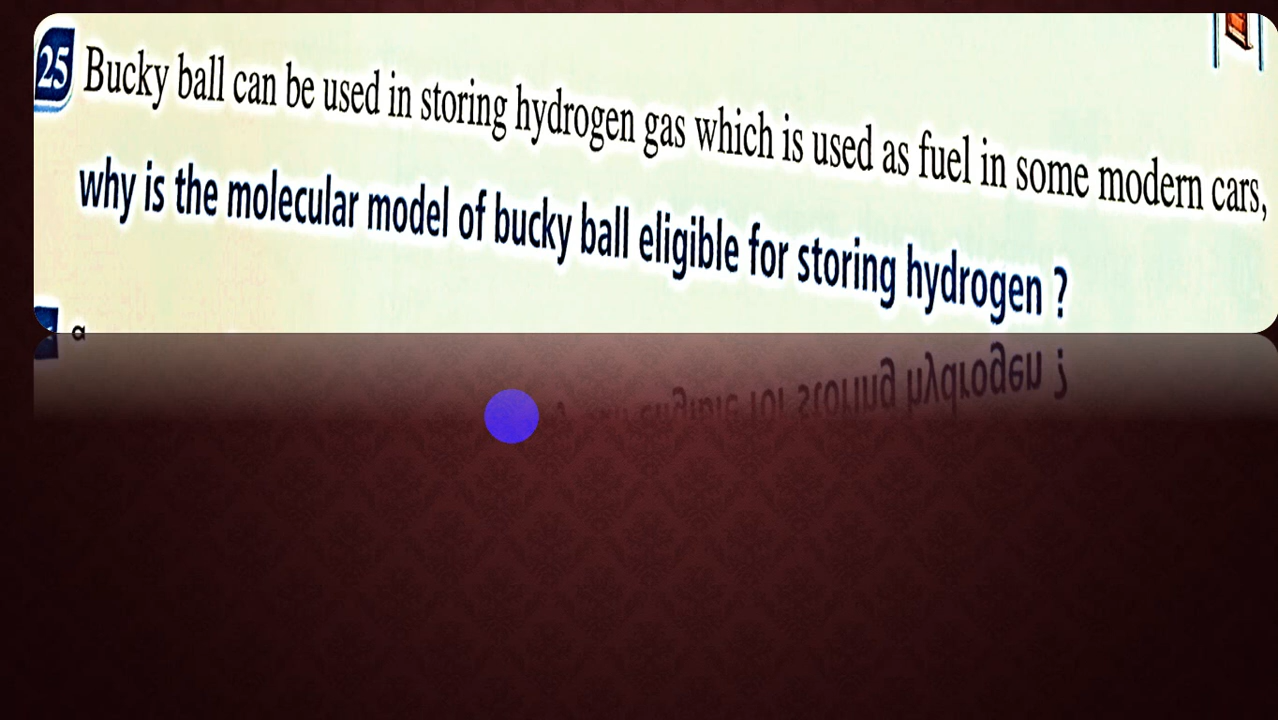 25 Bucky ball can be used in storing hydrogen gas which is used as fuel in some modern cars,
why is the molecular model of bucky ball eligible for storing hydrogen ?
a